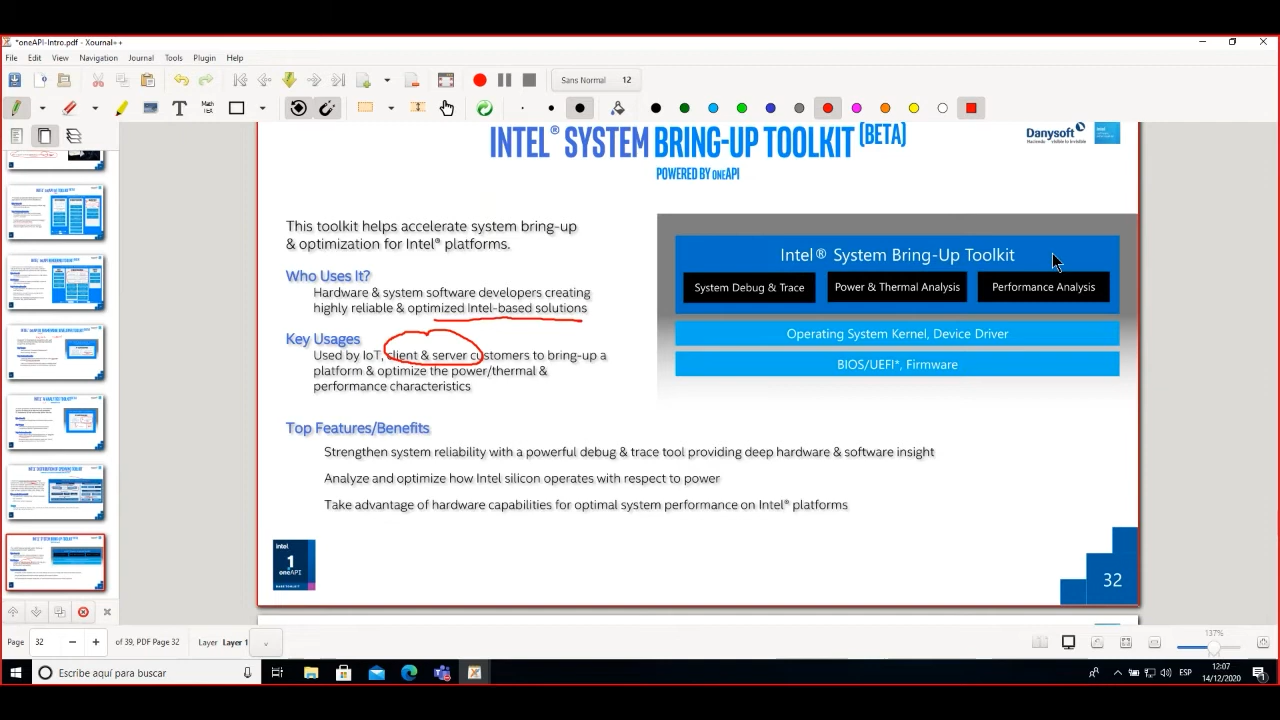 *oneAPI-Intro.pdf - Xournal++
File Edit View Navigation Journal Tools Plugin Help
Sans Normal 12
INTEL® SYSTEM BRING-UP TOOLKIT (BETA)
POWERED BY oneAPI
Danysoft
intel
This toolkit helps accelerate system bring-up
& optimization for Intel® platforms.
Who Uses It?
Hardware & system software developers creating
highly reliable & optimized Intel-based solutions
Key Usages
Used by IoT, client & server customers to bring-up a
platform & optimize the power/thermal &
performance characteristics
Intel® System Bring-Up Toolkit
System Debug & Trace
Power & Thermal Analysis
Performance Analysis
Operating System Kernel, Device Driver
BIOS/UEFI*, Firmware
Top Features/Benefits
Strengthen system reliability with a powerful debug & trace tool providing deep hardware & software insight
Analyze and optimize how Intel silicon operates with respect to power
Take advantage of hardware capabilities for optimal system performance on Intel® platforms
intel
1
oneAPI
BASE TOOLKIT
32
Page 32 of 39, PDF Page 32 Layer Layer 1
137%
Escribe aquí para buscar
ESP
12:07
14/12/2020